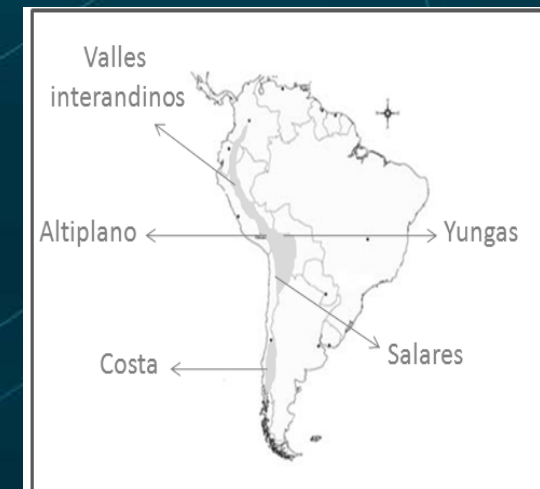 Valles
interandinos
Altiplano
Yungas
Salares
Costa